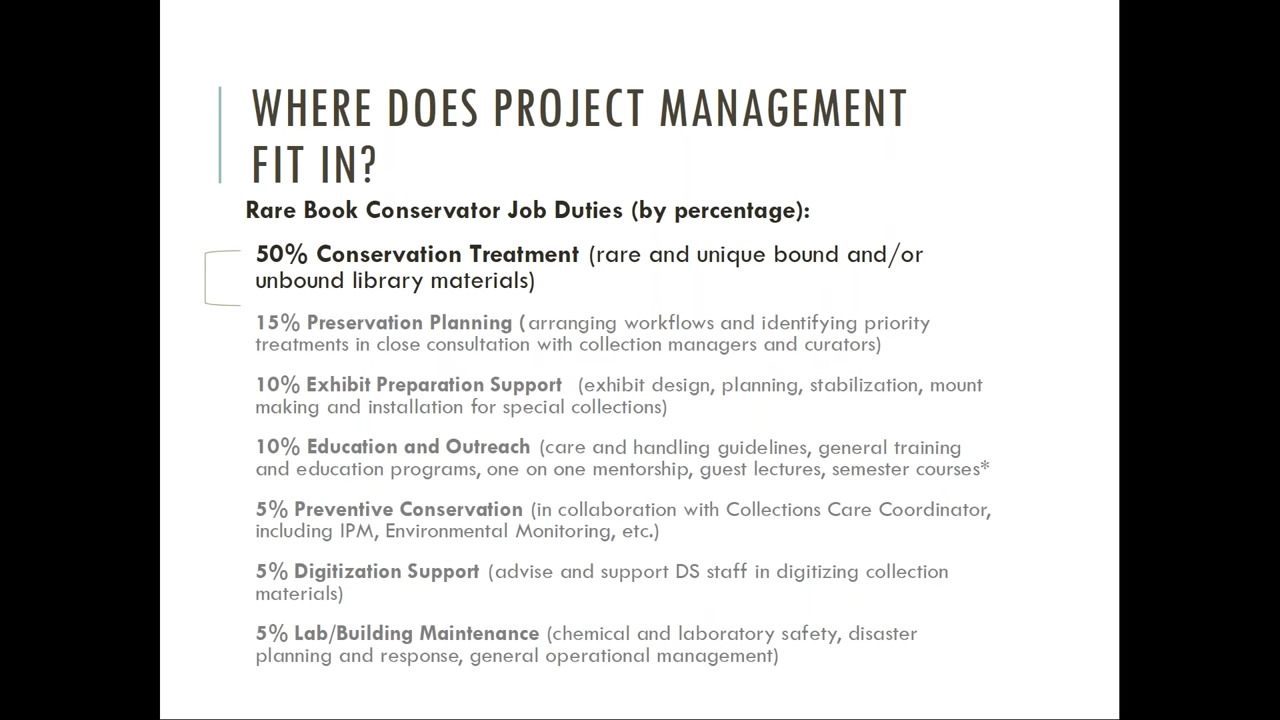 WHERE DOES PROJECT MANAGEMENT
FIT IN?
Rare Book Conservator Job Duties (by percentage):
50% Conservation Treatment (rare and unique bound and/or
unbound library materials)
15% Preservation Planning (arranging workflows and identifying priority
treatments in close consultation with collection managers and curators)
10% Exhibit Preparation Support (exhibit design, planning, stabilization, mount
making and installation for special collections)
10% Education and Outreach (care and handling guidelines, general training
and education programs, one on one mentorship, guest lectures, semester courses*
5% Preventive Conservation (in collaboration with Collections Care Coordinator,
including IPM, Environmental Monitoring, etc.)
5% Digitization Support (advise and support DS staff in digitizing collection
materials)
5% Lab/Building Maintenance (chemical and laboratory safety, disaster
planning and response, general operational management)